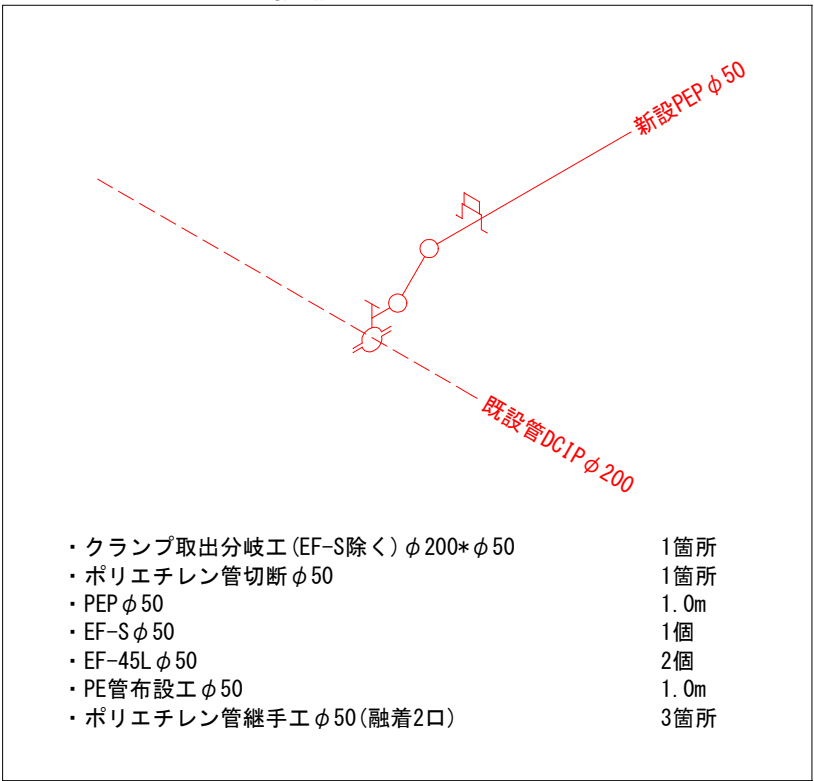 新設PEPφ50
既設管DCIPφ200
・クランプ取出分岐工(EF-S除く)φ200*φ50 1箇所
・ポリエチレン管切断φ50 1箇所
・PEPφ50 1.0m
・EF-Sφ50 1個
・EF-45Lφ50 2個
・PE管布設工φ50 1.0m
・ポリエチレン管継手工φ50(融着2口) 3箇所